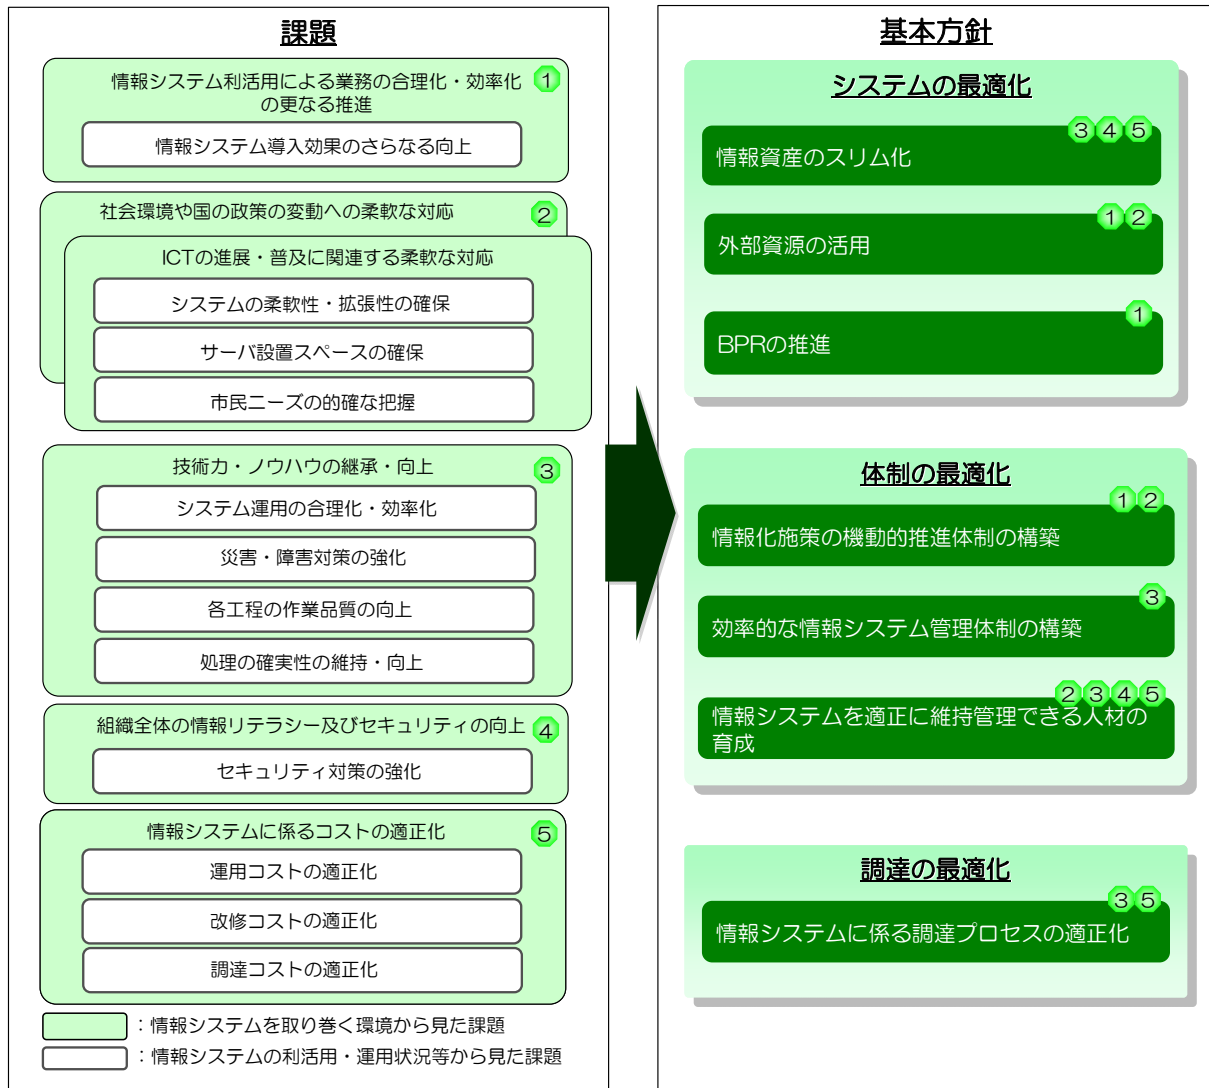 課題
情報システム利活用による業務の合理化・効率化
の更なる推進
①
情報システム導入効果のさらなる向上
社会環境や国の政策の変動への柔軟な対応
②
ICTの進展・普及に関連する柔軟な対応
システムの柔軟性・拡張性の確保
サーバ設置スペースの確保
市民ニーズの的確な把握
技術力・ノウハウの継承・向上
③
システム運用の合理化・効率化
災害・障害対策の強化
各工程の作業品質の向上
処理の確実性の維持・向上
組織全体の情報リテラシー及びセキュリティの向上
④
セキュリティ対策の強化
情報システムに係るコストの適正化
⑤
運用コストの適正化
改修コストの適正化
調達コストの適正化
：情報システムを取り巻く環境から見た課題
：情報システムの利活用・運用状況等から見た課題
基本方針
システムの最適化
③④⑤
情報資産のスリム化
①②
外部資源の活用
①
BPRの推進
体制の最適化
①②
情報化施策の機動的推進体制の構築
③
効率的な情報システム管理体制の構築
②③④⑤
情報システムを適正に維持管理できる人材の
育成
調達の最適化
③⑤
情報システムに係る調達プロセスの適正化